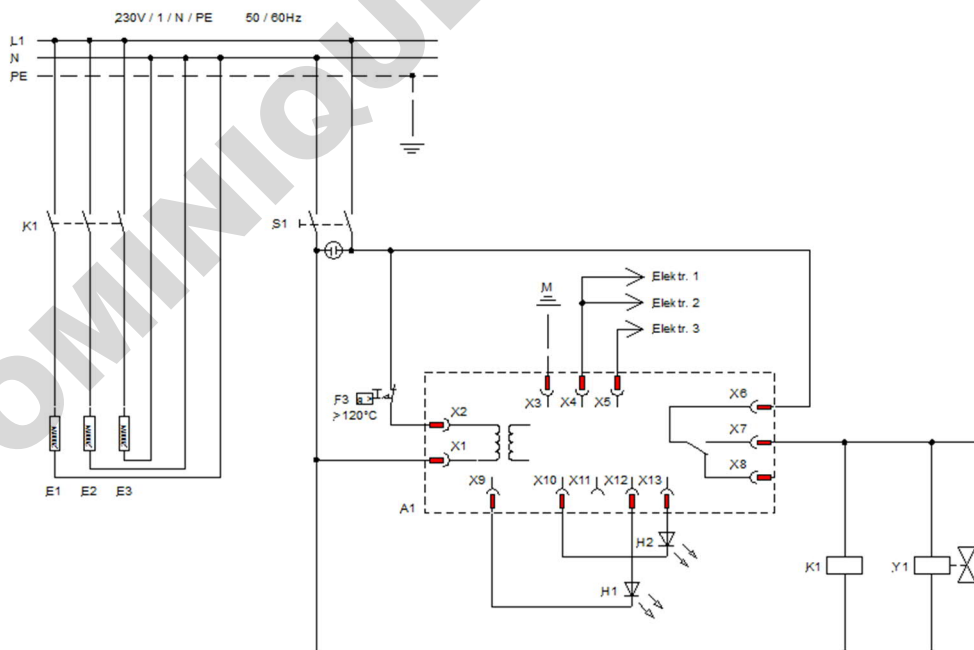 230V / 1 / N / PE 50 / 60Hz
L1
N
PE
K1
S1
M
Elektr. 1
Elektr. 2
Elektr. 3
F3
>120°C
X3 X4 X5
X6
X2
X7
X1
X8
X9 X10 X11 X12 X13
E1 E2 E3
A1
H2
H1
K1
Y1
OMINIQUE